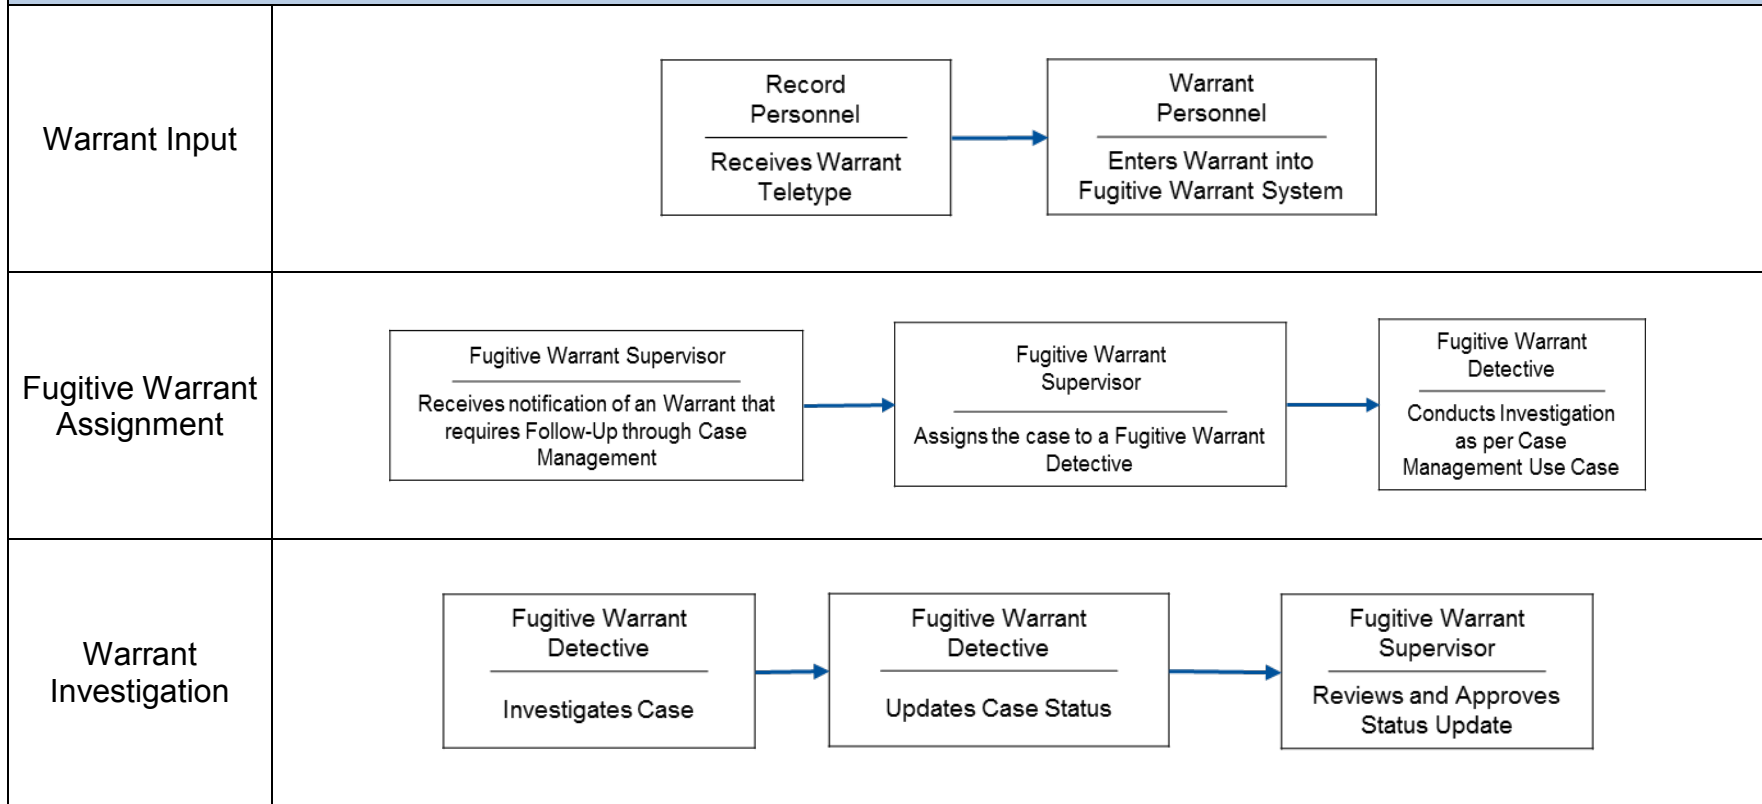 Warrant Input
Record
Personnel
Receives Warrant
Teletype
Warrant
Personnel
Enters Warrant into
Fugitive Warrant System
Fugitive Warrant
Assignment
Fugitive Warrant Supervisor
Receives notification of an Warrant that
requires Follow-Up through Case
Management
Fugitive Warrant
Supervisor
Assigns the case to a Fugitive Warrant
Detective
Fugitive Warrant
Detective
Conducts Investigation
as per Case
Management Use Case
Warrant
Investigation
Fugitive Warrant
Detective
Investigates Case
Fugitive Warrant
Detective
Updates Case Status
Fugitive Warrant
Supervisor
Reviews and Approves
Status Update